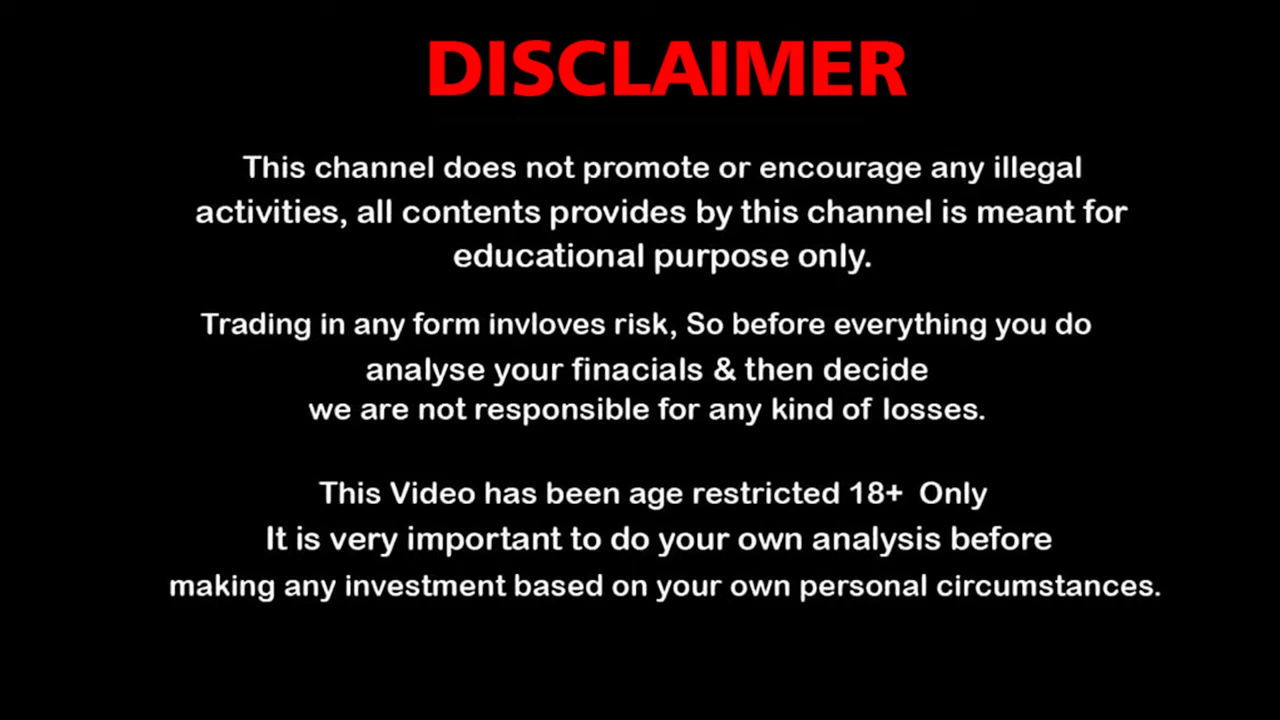 DISCLAIMER
This channel does not promote or encourage any illegal
activities, all contents provides by this channel is meant for
educational purpose only.
Trading in any form invloves risk, So before everything you do
analyse your finacials & then decide
we are not responsible for any kind of losses.
This Video has been age restricted 18+ Only
It is very important to do your own analysis before
making any investment based on your own personal circumstances.